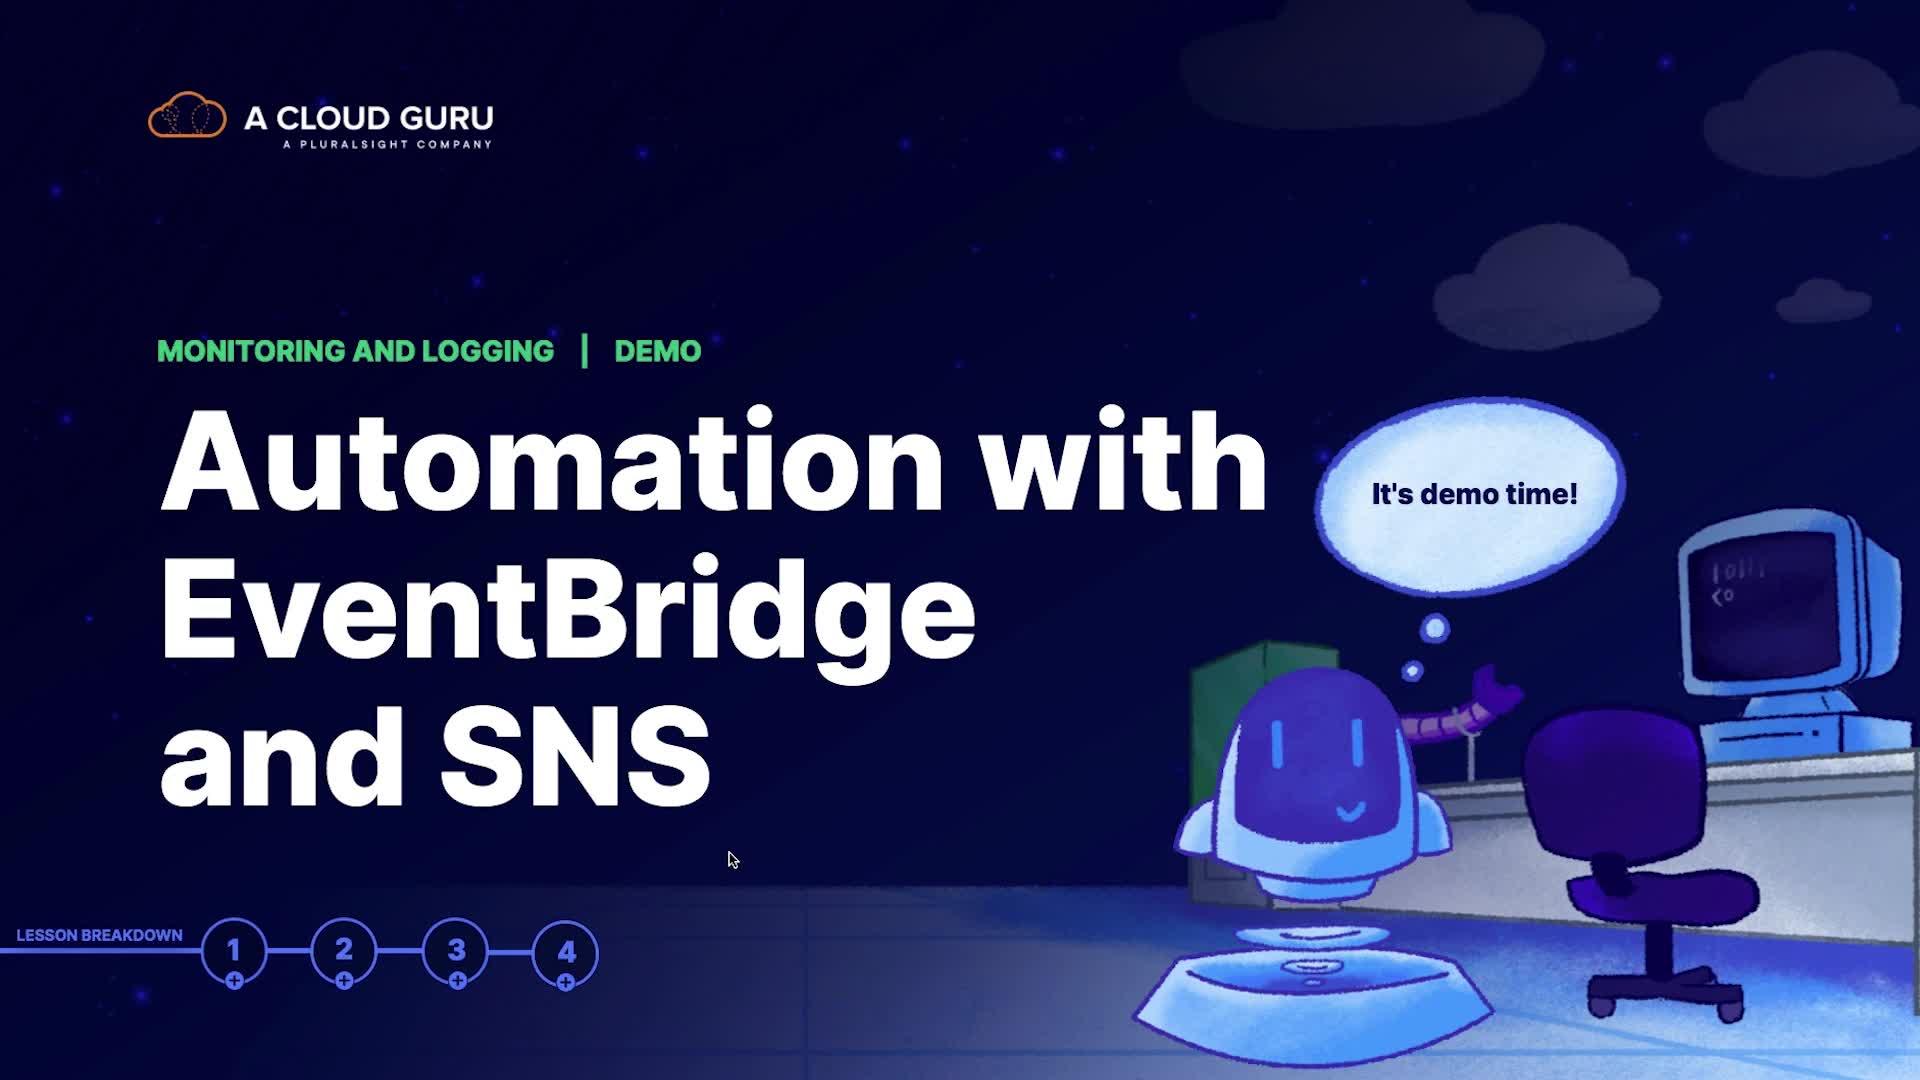 A CLOUD GURU
A PLURALSIGHT COMPANY
MONITORING AND LOGGING | DEMO
Automation with
EventBridge
and SNS
It's demo time!
LESSON BREAKDOWN
1
2
3
4